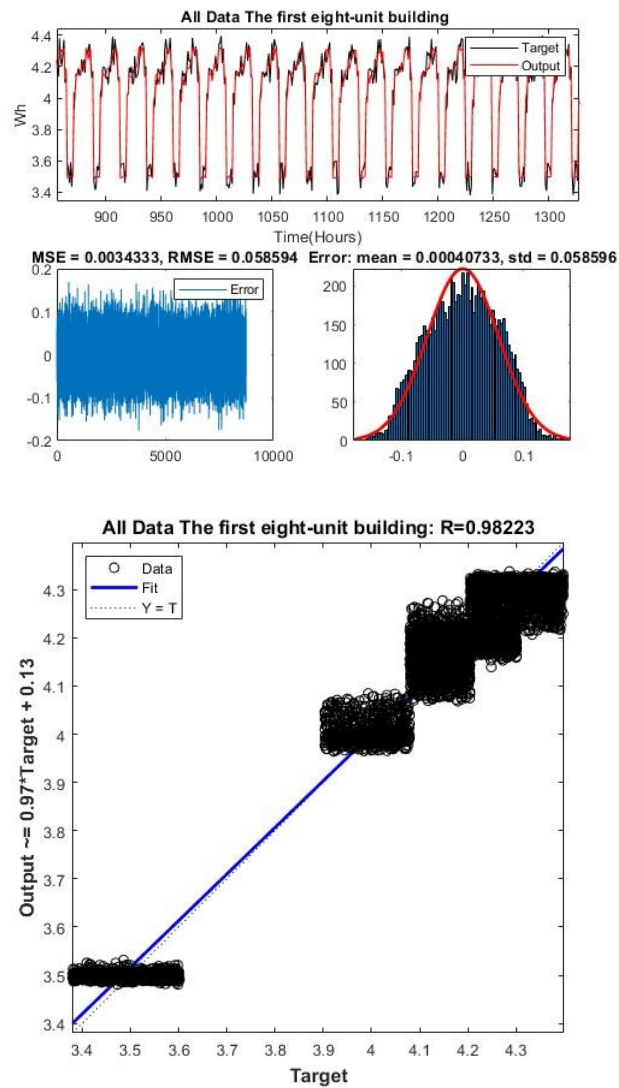 All Data The first eight-unit building
4.4
4.2
4
3.8
3.6
3.4
Wh
Target
Output
900 950 1000 1050 1100 1150 1200 1250 1300
Time(Hours)
MSE = 0.0034333, RMSE = 0.058594
0.2
0.1
0
-0.1
-0.2
Error
0 5000 10000
Error: mean = 0.00040733, std = 0.058596
200
150
100
50
0
-0.1 0 0.1
All Data The first eight-unit building: R=0.98223
Data
Fit
Y = T
Output ~= 0.97*Target + 0.13
4.3
4.2
4.1
4
3.9
3.8
3.7
3.6
3.5
3.4
3.4 3.5 3.6 3.7 3.8 3.9 4 4.1 4.2 4.3
Target